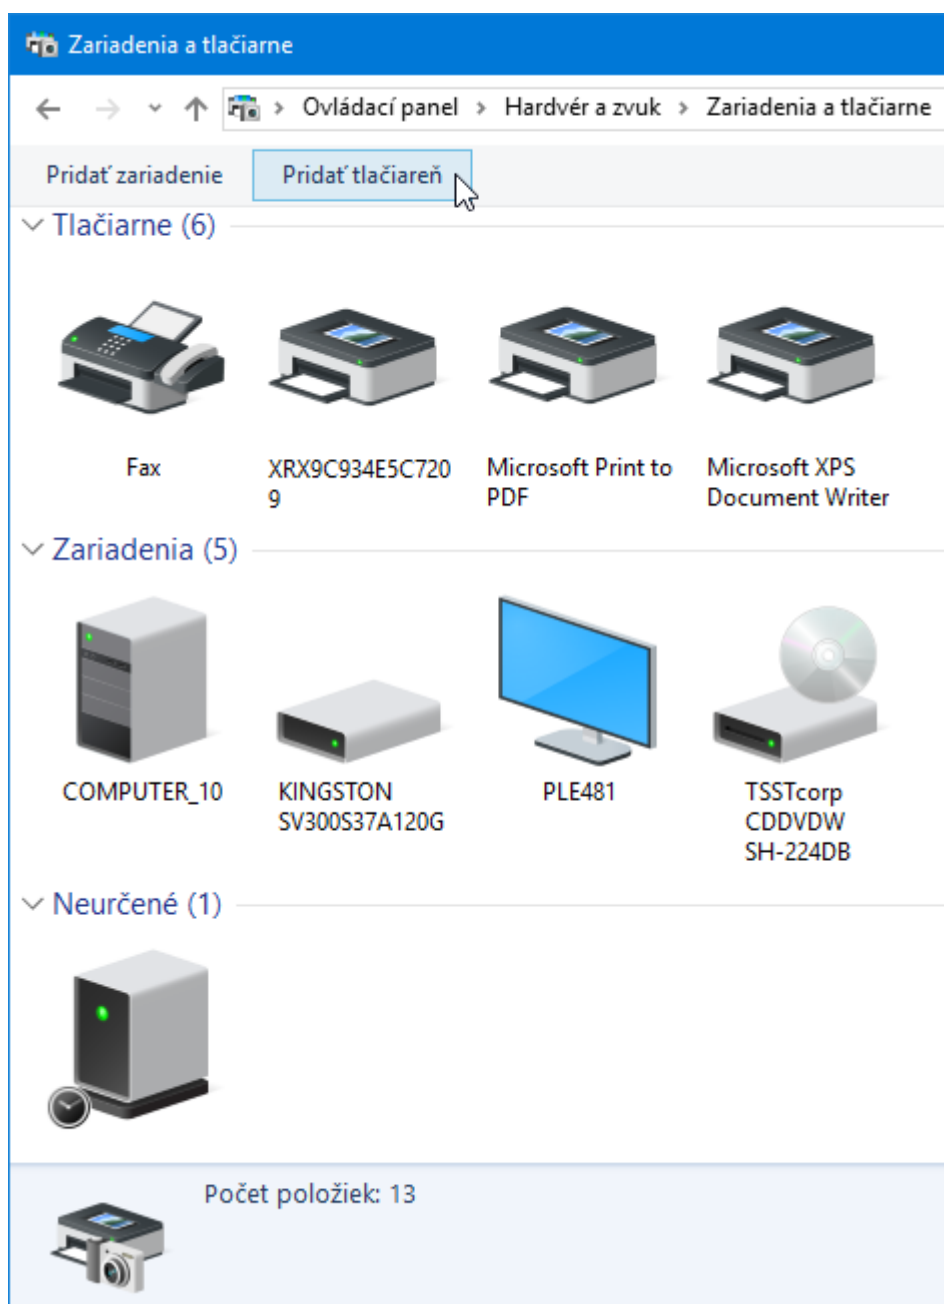 Zariadenia a tlačiarne
Ovládací panel > Hardvér a zvuk > Zariadenia a tlačiarne
Pridať zariadenie Pridať tlačiareň
Tlačiarne (6)
Fax XRX9C934E5C720 Microsoft Print to Microsoft XPS
9 PDF Document Writer
Zariadenia (5)
COMPUTER_10 KINGSTON PLE481 TSSTcorp
SV300S37A120G CDDVDW
SH-224DB
Neurčené (1)
Počet položiek: 13